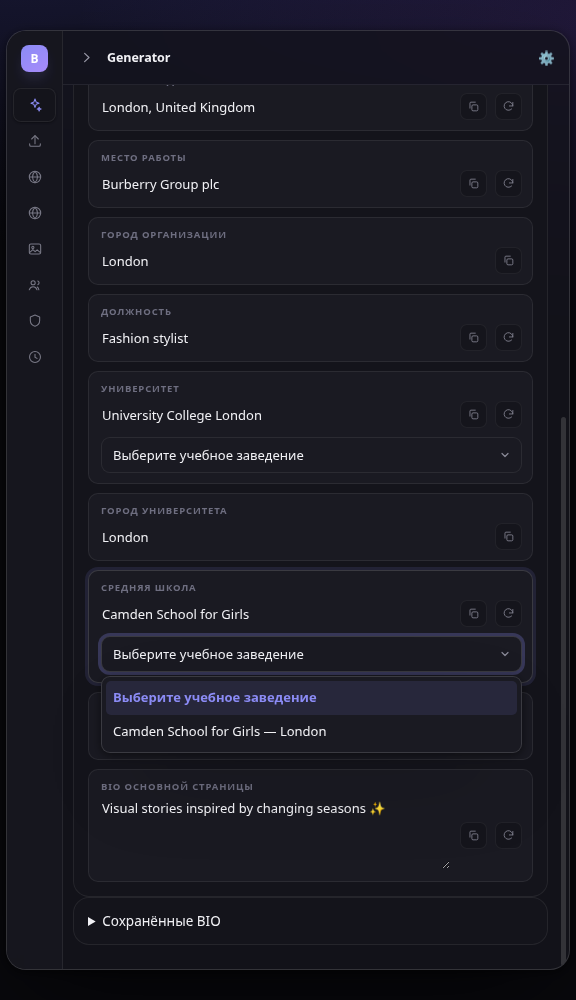 B
Generator
London, United Kingdom
МЕСТО РАБОТЫ
Burberry Group plc
ГОРОД ОРГАНИЗАЦИИ
London
ДОЛЖНОСТЬ
Fashion stylist
УНИВЕРСИТЕТ
University College London
Выберите учебное заведение
ГОРОД УНИВЕРСИТЕТА
London
СРЕДНЯЯ ШКОЛА
Camden School for Girls
Выберите учебное заведение
Выберите учебное заведение
Camden School for Girls — London
BIO ОСНОВНОЙ СТРАНИЦЫ
Visual stories inspired by changing seasons ✨
Сохранённые BIO